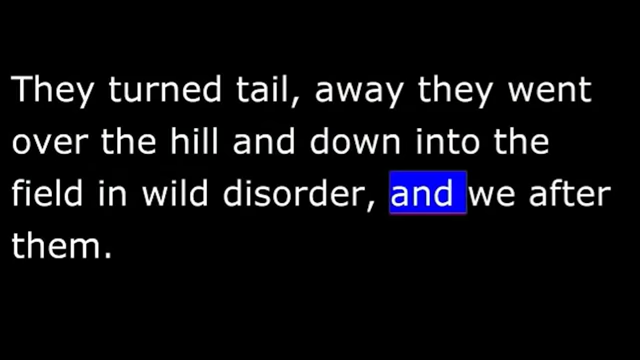 They turned tail, away they went
over the hill and down into the
field in wild disorder, and we after
them.